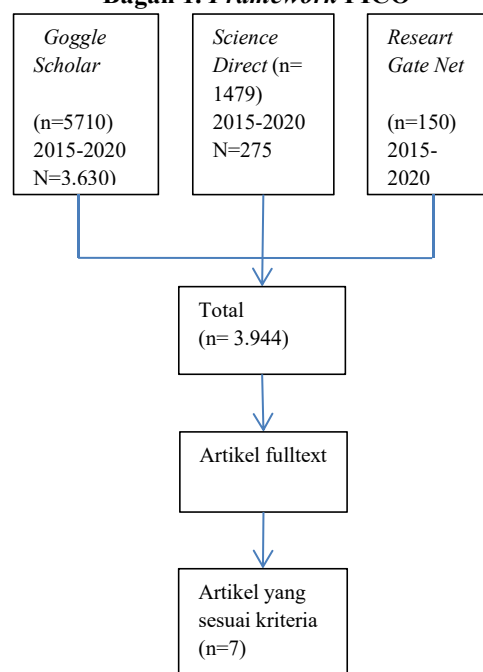 Bagan 1. Framework PICO
Goggle
Scholar
(n=5710)
2015-2020
N=3.630)
Science
Direct (n=
1479)
2015-2020
N=275
Researt
Gate Net
(n=150)
2015-
2020
Total
(n= 3.944)
Artikel fulltext
Artikel yang
sesuai kriteria
(n=7)